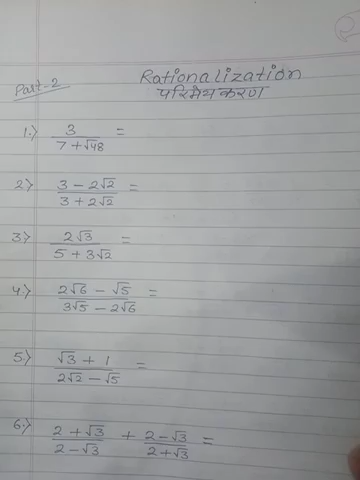 Part-2 Rationalization
परिमेयकरण
1.) 3/(7 + √48) =
2) (3 - 2√2)/(3 + 2√2) =
3) 2√3/(5 + 3√2) =
4.) (2√6 - √5)/(3√5 - 2√6) =
5.) (√3 + 1)/(2√2 - √5) =
6.) (2 + √3)/(2 - √3) + (2 - √3)/(2 + √3) =